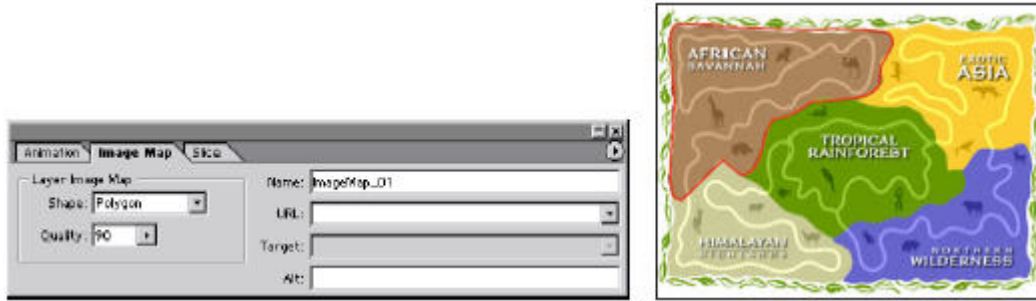 Animation Image Map Slice
Layer Image Map
Shape: Polygon
Quality: 90
Name: ImageMap_01
URL:
Target:
Alt:
AFRICAN
SAVANNAH
EXOTIC
ASIA
TROPICAL
RAINFOREST
HIMALAYAN
HIGHLANDS
NORTHERN
WILDERNESS